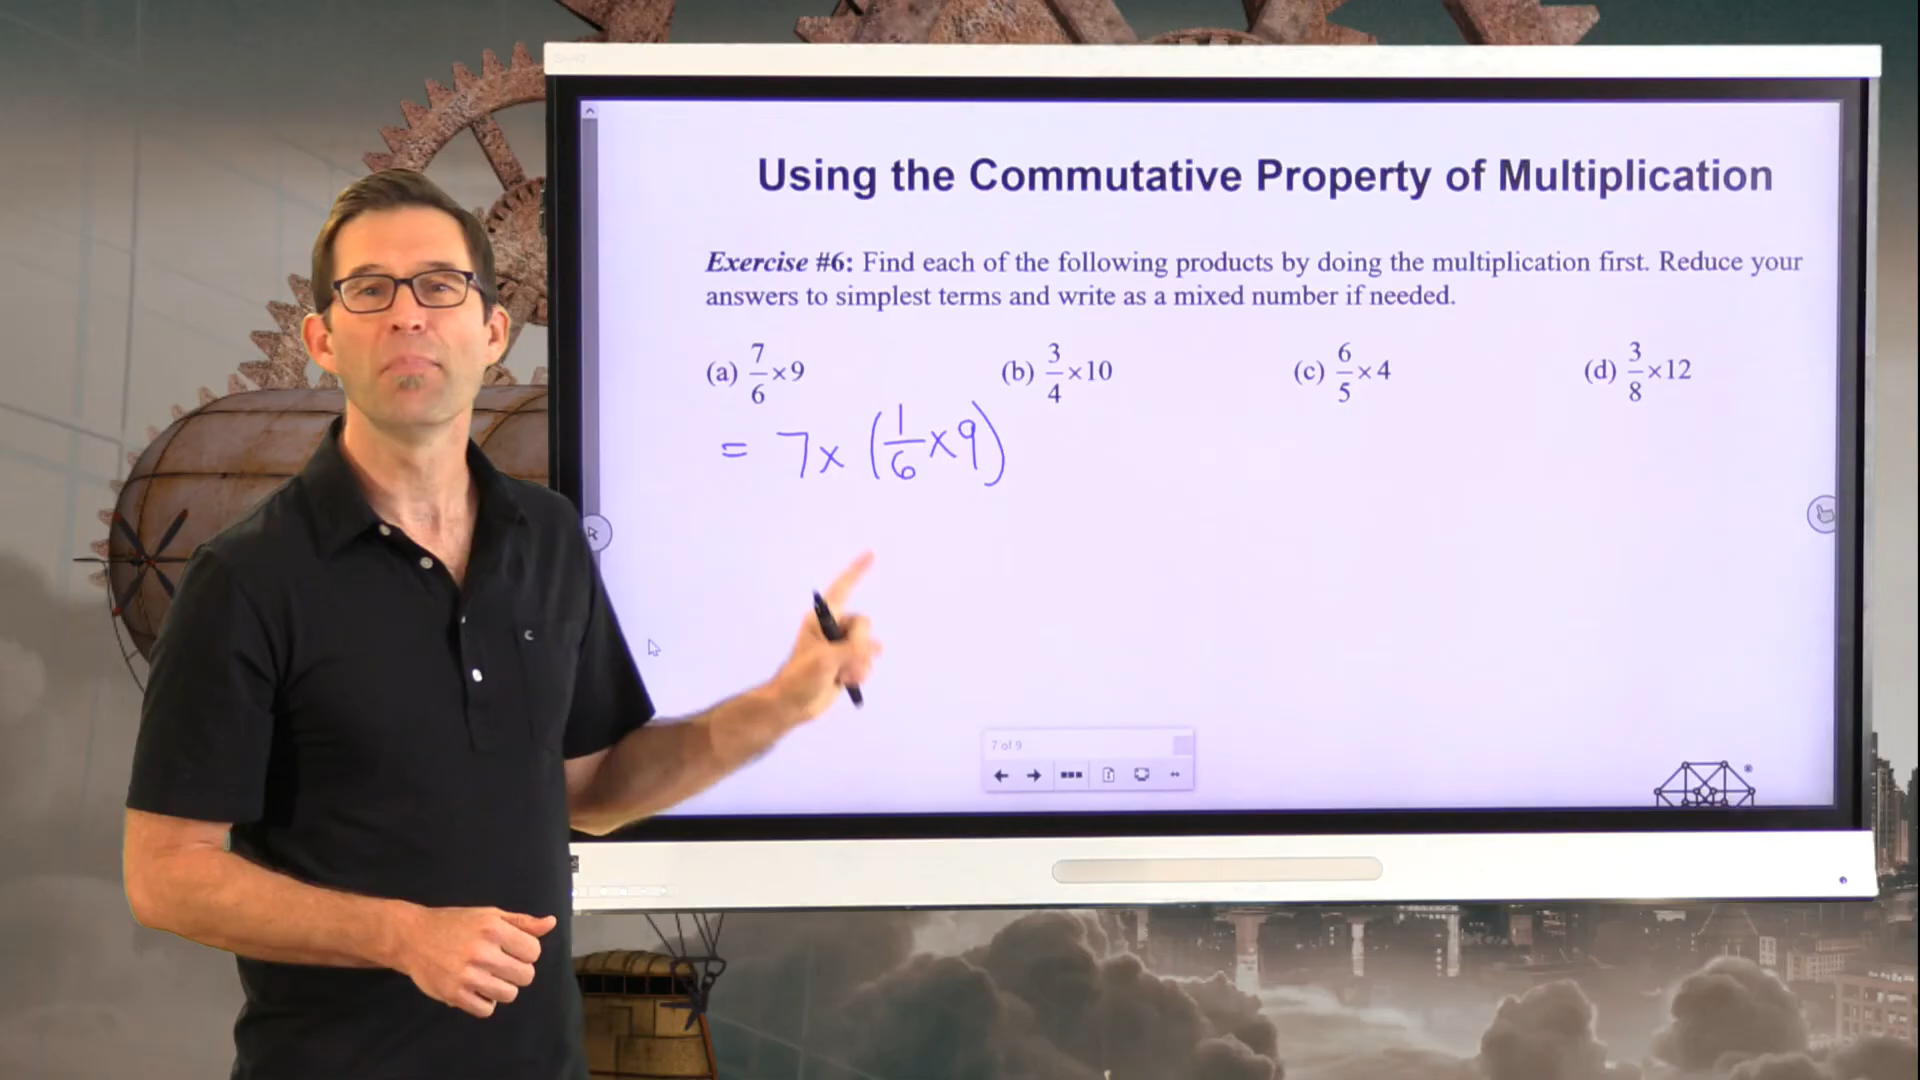 Using the Commutative Property of Multiplication
Exercise #6: Find each of the following products by doing the multiplication first. Reduce your
answers to simplest terms and write as a mixed number if needed.
(a) 7/6 × 9 (b) 3/4 × 10 (c) 6/5 × 4 (d) 3/8 × 12
= 7 x (1/6 x 9)
7 of 9